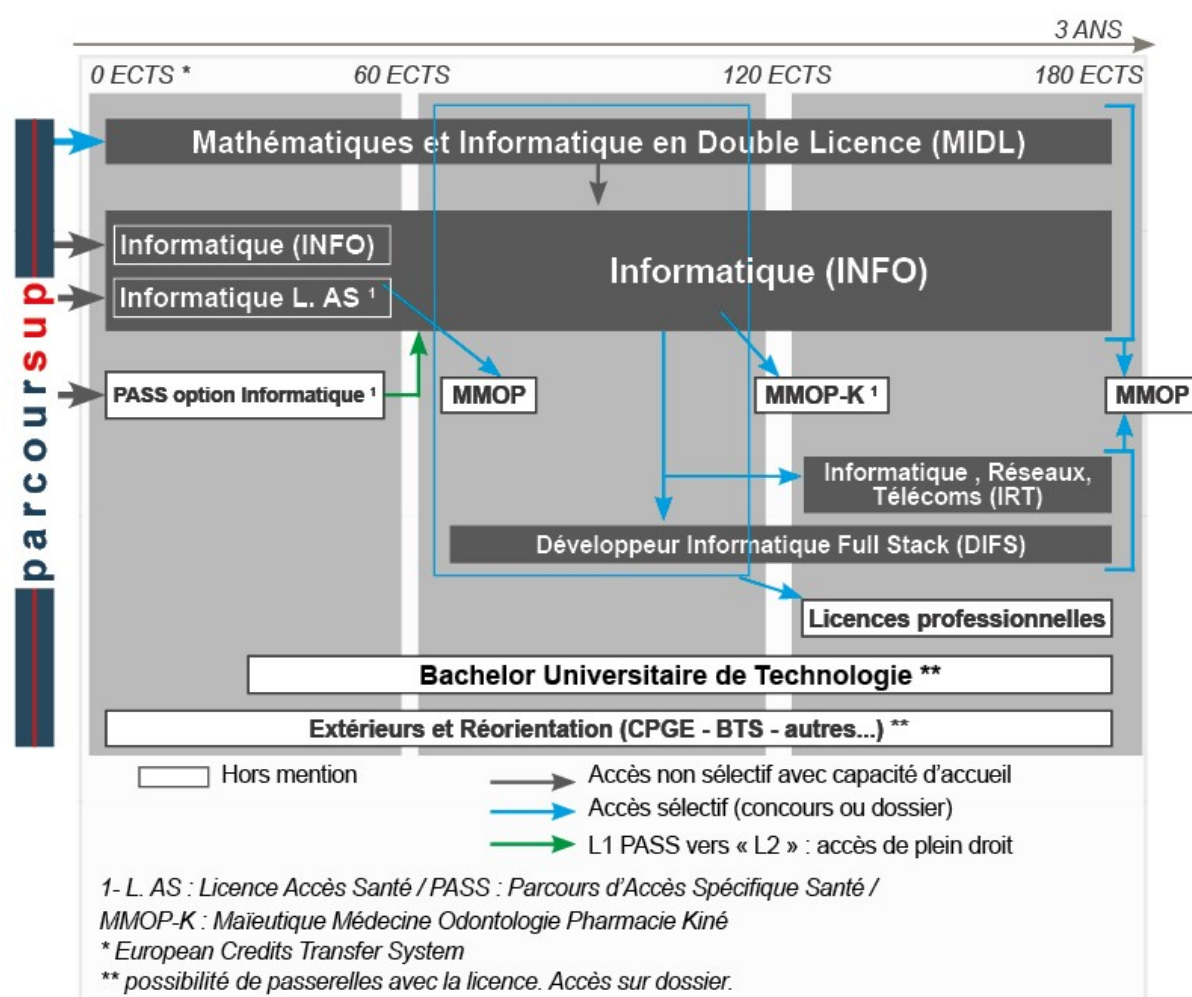 3 ANS
0 ECTS *
60 ECTS
120 ECTS
180 ECTS
parcoursup
Mathématiques et Informatique en Double Licence (MIDL)
Informatique (INFO)
Informatique L. AS ¹
Informatique (INFO)
PASS option Informatique ¹
MMOP
MMOP-K ¹
MMOP
Informatique , Réseaux,
Télécoms (IRT)
Développeur Informatique Full Stack (DIFS)
Licences professionnelles
Bachelor Universitaire de Technologie **
Extérieurs et Réorientation (CPGE - BTS - autres...) **
Hors mention
Accès non sélectif avec capacité d'accueil
Accès sélectif (concours ou dossier)
L1 PASS vers « L2 » : accès de plein droit
1- L. AS : Licence Accès Santé / PASS : Parcours d'Accès Spécifique Santé /
MMOP-K : Maïeutique Médecine Odontologie Pharmacie Kiné
* European Credits Transfer System
** possibilité de passerelles avec la licence. Accès sur dossier.